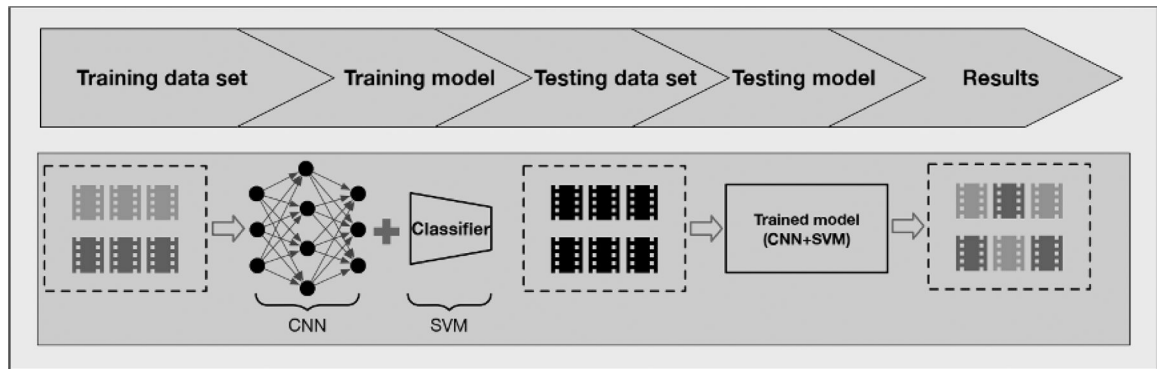 Training data set
Training model
Testing data set
Testing model
Results
Classifier
Trained model
(CNN+SVM)
CNN
SVM